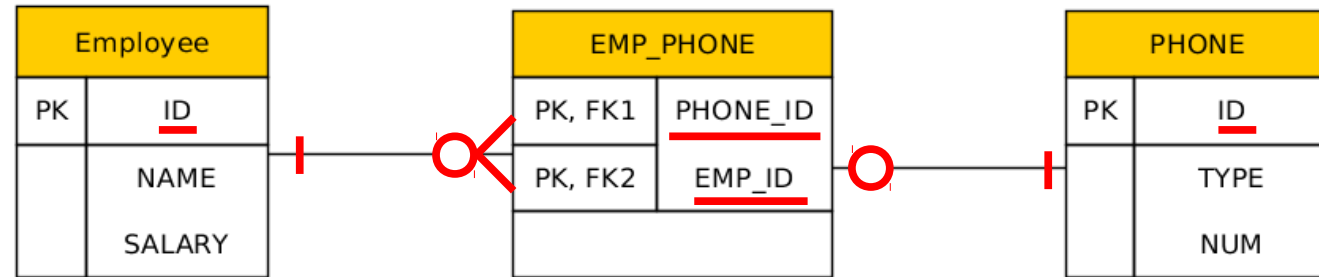 Employee
PK ID
NAME
SALARY
EMP_PHONE
PK, FK1 PHONE_ID
PK, FK2 EMP_ID
PHONE
PK ID
TYPE
NUM